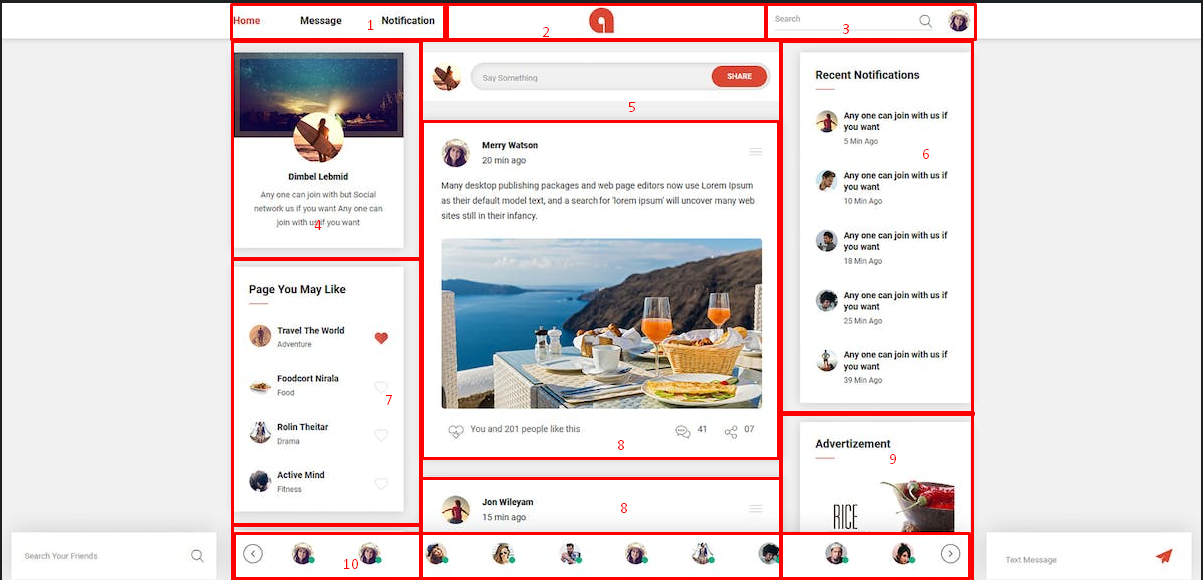 Home Message 1 Notification
2
Search
3
Dimbel Lebmid
Any one can join with but Social
network us if you want Any one can
join with us if you want
4
Page You May Like
Travel The World
Adventure
Foodcort Nirala
Food
7
Rolin Theitar
Drama
Active Mind
Fitness
Say Something SHARE
5
Merry Watson
20 min ago
Many desktop publishing packages and web page editors now use Lorem Ipsum
as their default model text, and a search for 'lorem ipsum' will uncover many web
sites still in their infancy.
You and 201 people like this 41 07
8
Jon Wileyam
15 min ago
8
Recent Notifications
Any one can join with us if
you want
5 Min Ago
6
Any one can join with us if
you want
10 Min Ago
Any one can join with us if
you want
18 Min Ago
Any one can join with us if
you want
25 Min Ago
Any one can join with us if
you want
39 Min Ago
Advertizement
9
RICE
Search Your Friends
10
Text Message